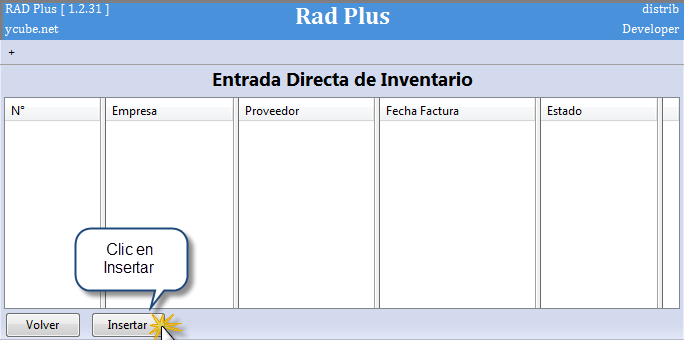 RAD Plus [ 1.2.31 ]
Rad Plus
distrib
ycube.net
Developer
+
Entrada Directa de Inventario
N° Empresa Proveedor Fecha Factura Estado
Clic en
Insertar
Volver Insertar